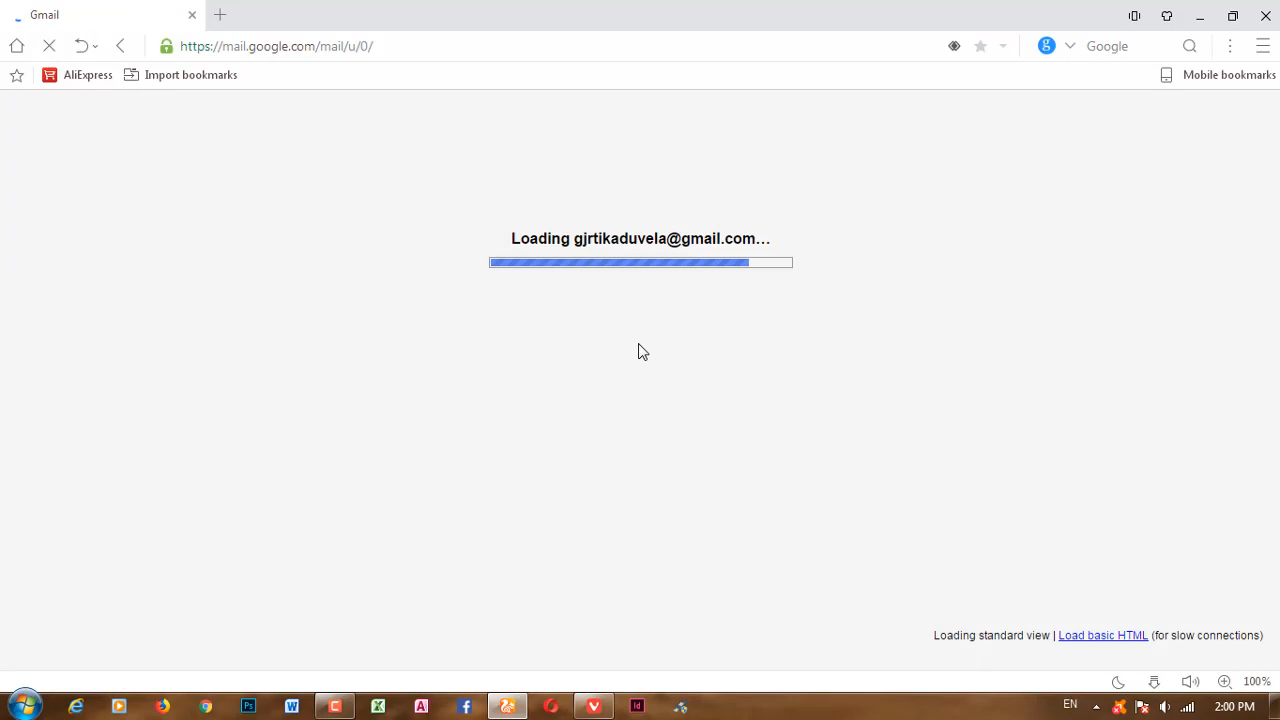 Gmail
https://mail.google.com/mail/u/0/
Google
AliExpress
Import bookmarks
Mobile bookmarks
Loading gjrtikaduvela@gmail.com…
Loading standard view | Load basic HTML (for slow connections)
100%
EN
2:00 PM